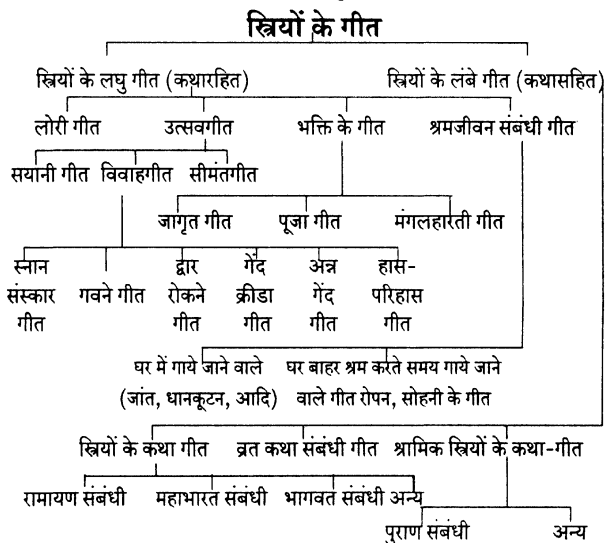 स्त्रियों के गीत
स्त्रियों के लघु गीत (कथारहित) स्त्रियों के लंबे गीत (कथासहित)
लोरी गीत उत्सवगीत भक्ति के गीत श्रमजीवन संबंधी गीत
सयानी गीत विवाहगीत सीमंतगीत
जागृत गीत पूजा गीत मंगलहारती गीत
स्नान द्वार गेंद अन्न हास-
संस्कार गवने गीत रोकने क्रीडा गेंद परिहास
गीत गीत गीत गीत गीत
घर में गाये जाने वाले घर बाहर श्रम करते समय गाये जाने
(जांत, धानकूटन, आदि) वाले गीत रोपन, सोहनी के गीत
स्त्रियों के कथा गीत व्रत कथा संबंधी गीत श्रामिक स्त्रियों के कथा-गीत
रामायण संबंधी महाभारत संबंधी भागवत संबंधी अन्य
पुराण संबंधी अन्य